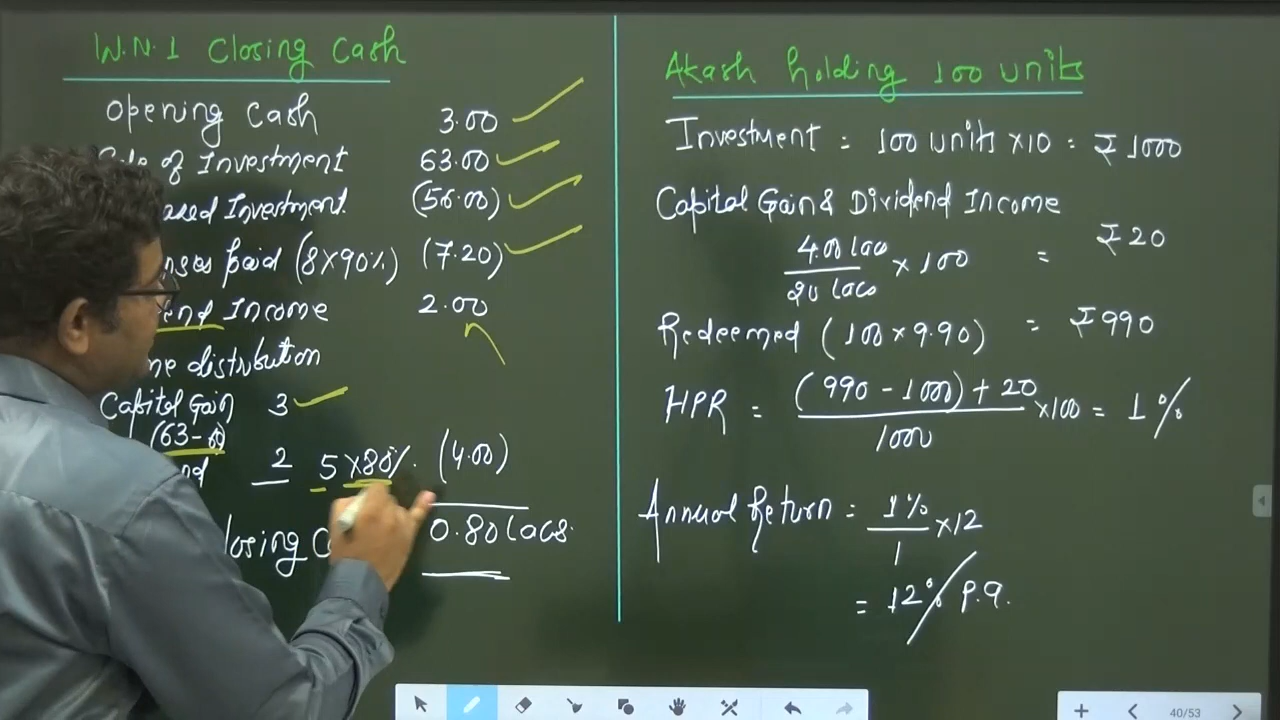 W.N.1 Closing Cash
Opening Cash 3.00
of Investment 63.00
Investment (56.00)
paid (8×90%) (7.20)
Income 2.00
distribution
Capital Gain 3
(63-60)
2 5 ×80% (4.00)
0.80 lacs.
Akash holding 100 units
Investment = 100 units ×10 = ₹1000
Capital Gain & Dividend Income
4.00 lac / 20 lacs × 100 = ₹20
Redeemed (100×9.90) = ₹990
HPR = (990 - 1000) + 20 / 1000 ×100 = 1%
Annual Return = 1% / 1 ×12
= 12% P.a.
40/53